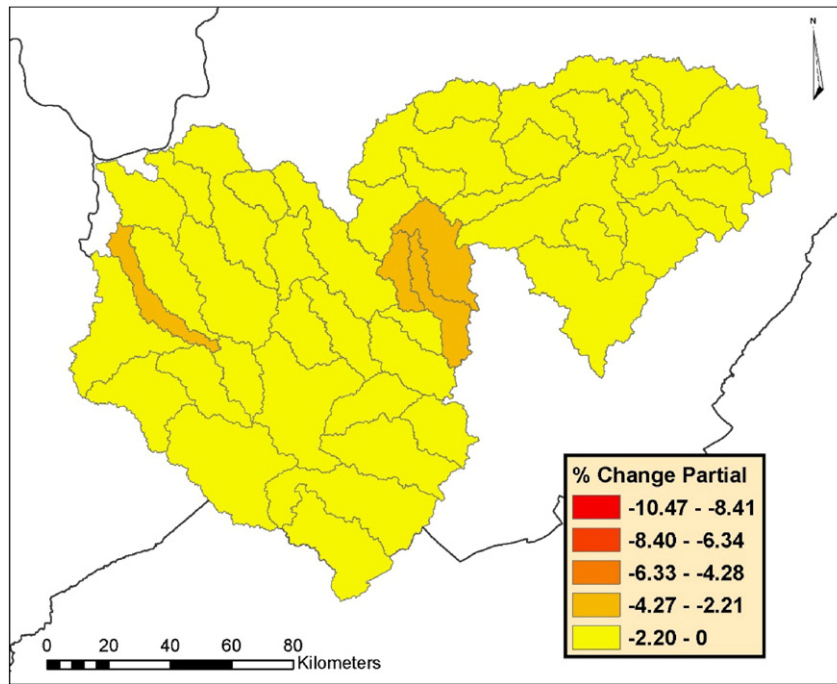 N
% Change Partial
-10.47 - -8.41
-8.40 - -6.34
-6.33 - -4.28
-4.27 - -2.21
-2.20 - 0
0 20 40 60 80
Kilometers